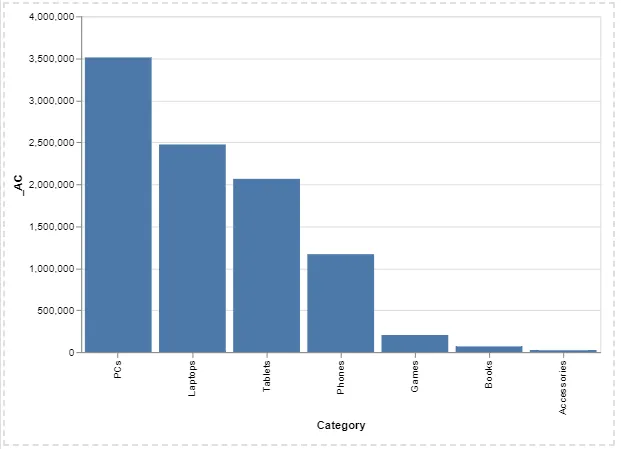 4,000,000
3,500,000
3,000,000
2,500,000
2,000,000
1,500,000
1,000,000
500,000
0
_AC
PCs
Laptops
Tablets
Phones
Games
Books
Accessories
Category